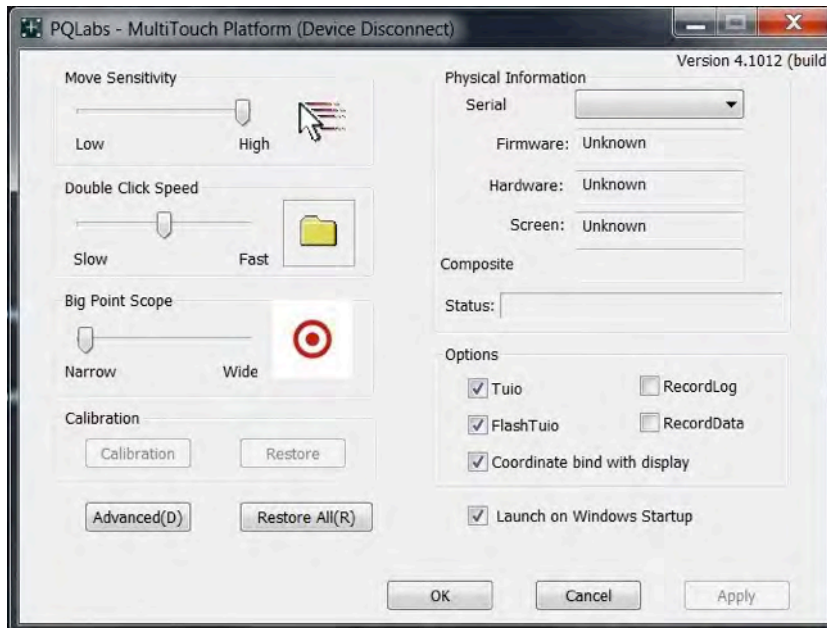 PQLabs - MultiTouch Platform (Device Disconnect)
Version 4.1012 (build
Move Sensitivity
Low High
Double Click Speed
Slow Fast
Big Point Scope
Narrow Wide
Calibration
Calibration Restore
Advanced(D) Restore All(R)
Physical Information
Serial
Firmware: Unknown
Hardware: Unknown
Screen: Unknown
Composite
Status:
Options
Tuio RecordLog
FlashTuio RecordData
Coordinate bind with display
Launch on Windows Startup
OK Cancel Apply